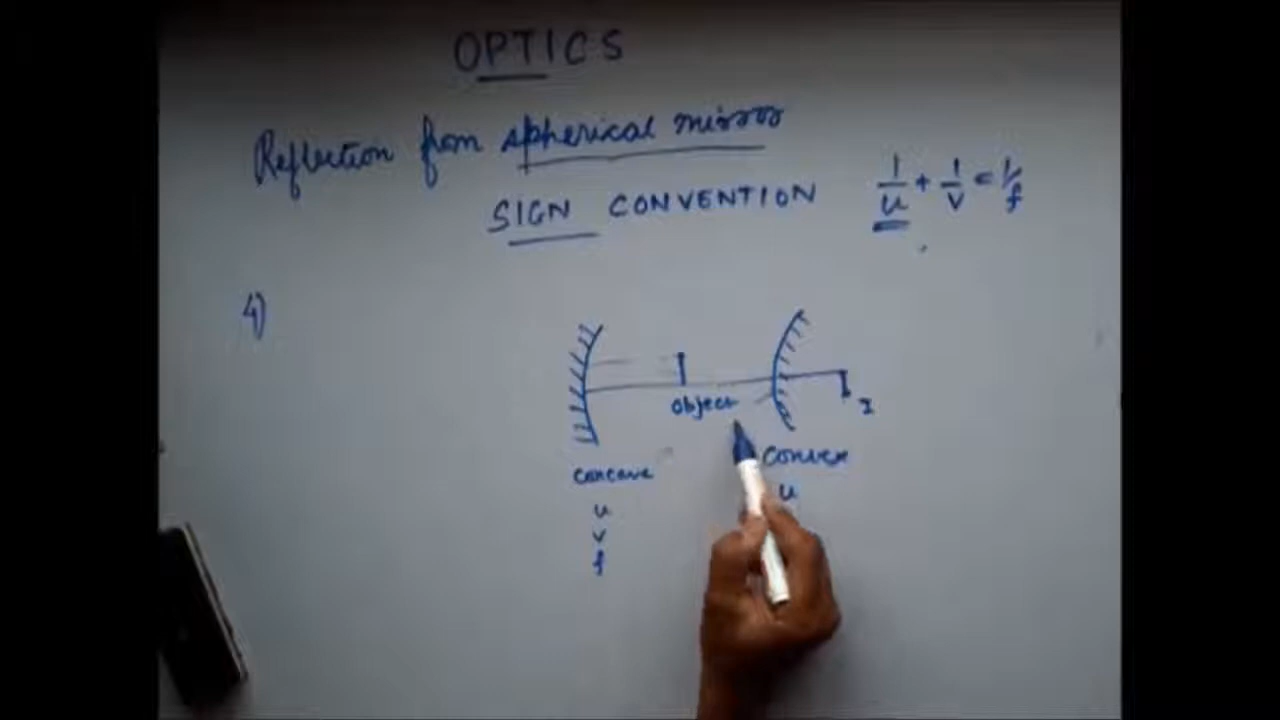 OPTICS
Reflection from spherical mirror
SIGN CONVENTION
1/u + 1/v = 1/f
4)
object
I
concave
convex
u
u
v
f